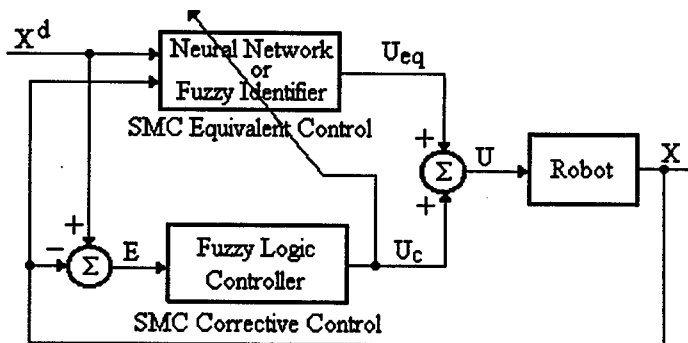 X^d
Neural Network
or
Fuzzy Identifier
SMC Equivalent Control
U_eq
+
Σ
+
U
Robot
X
+
−
Σ
E
Fuzzy Logic
Controller
U_c
SMC Corrective Control